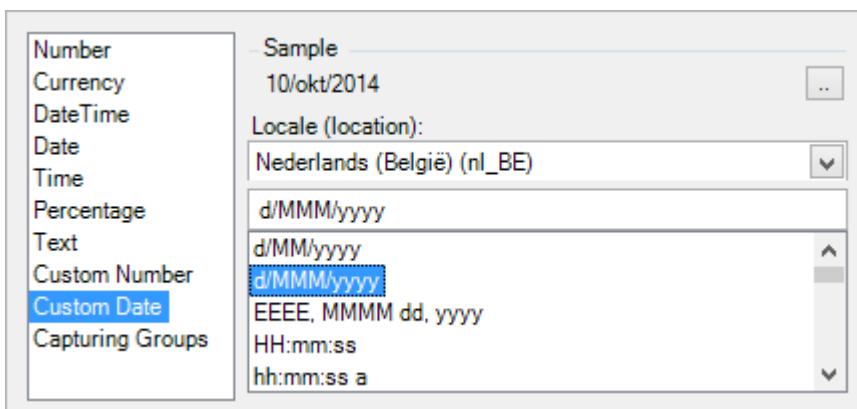 Number
Currency
DateTime
Date
Time
Percentage
Text
Custom Number
Custom Date
Capturing Groups
Sample
10/okt/2014
..
Locale (location):
Nederlands (België) (nl_BE)
d/MMM/yyyy
d/MM/yyyy
d/MMM/yyyy
EEEE, MMMM dd, yyyy
HH:mm:ss
hh:mm:ss a